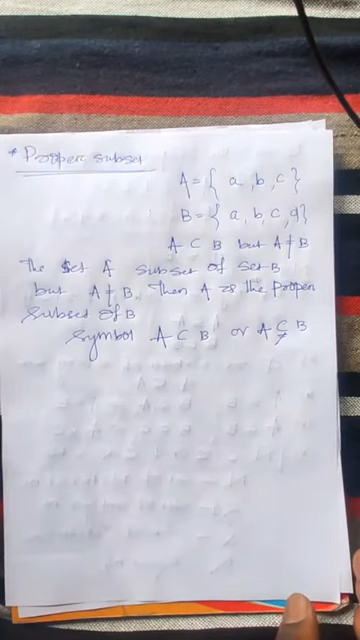 * Proper subset
A = { a, b, c }
B = { a, b, c, d }
A ⊂ B but A ≠ B
The set A subset of set B
but A ≠ B, Then A is the Proper
subset of B
symbol A ⊂ B or A ⊊ B